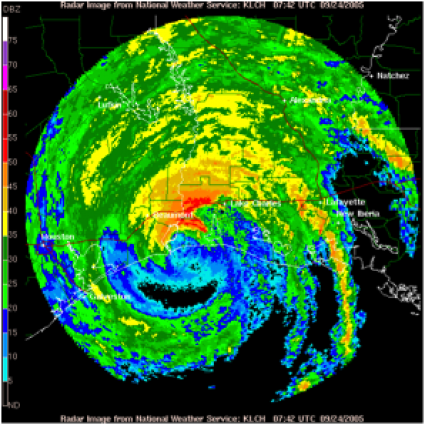 Radar Image from National Weather Service: KLCH 07:42 UTC 09/24/2005
DBZ
75
70
65
60
55
50
45
40
35
30
25
20
15
10
5
ND
Natchez
Lufkin
Alexandria
Lake Charles
Lafayette
New Iberia
Beaumont
Houston
Galveston
Radar Image from National Weather Service: KLCH 07:42 UTC 09/24/2005